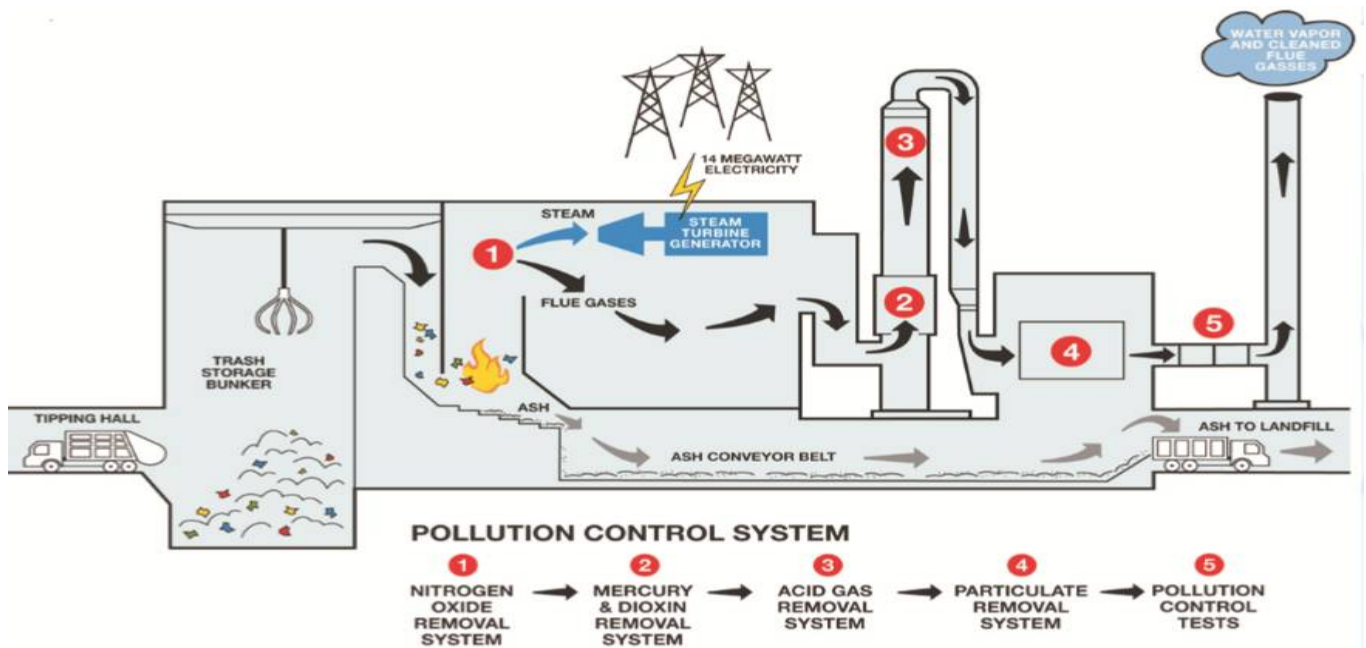 WATER VAPOR
AND CLEANED
FLUE
GASSES
3
14 MEGAWATT
ELECTRICITY
STEAM
STEAM
TURBINE
GENERATOR
1
FLUE GASES
2
5
4
TRASH
STORAGE
BUNKER
TIPPING HALL
ASH
ASH TO LANDFILL
ASH CONVEYOR BELT
POLLUTION CONTROL SYSTEM
1
NITROGEN
OXIDE
REMOVAL
SYSTEM
2
MERCURY
& DIOXIN
REMOVAL
SYSTEM
3
ACID GAS
REMOVAL
SYSTEM
4
PARTICULATE
REMOVAL
SYSTEM
5
POLLUTION
CONTROL
TESTS